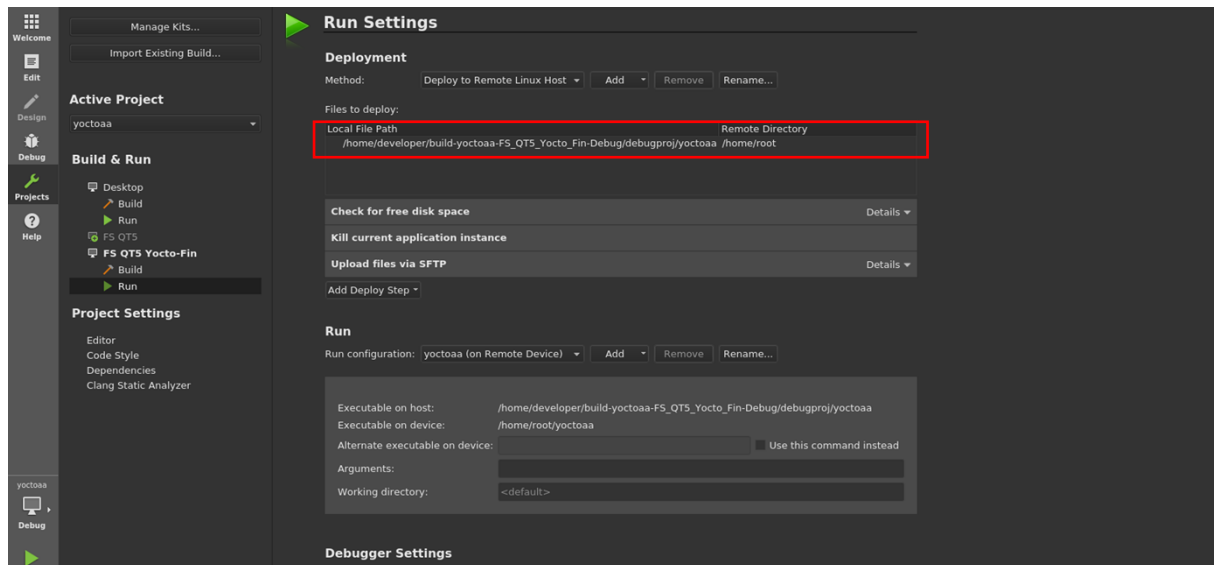 Welcome
Edit
Design
Debug
Projects
Help
yoctoaa
Debug
Manage Kits...
Import Existing Build...
Active Project
yoctoaa
Build & Run
Desktop
Build
Run
FS QT5
FS QT5 Yocto-Fin
Build
Run
Project Settings
Editor
Code Style
Dependencies
Clang Static Analyzer
Run Settings
Deployment
Method: Deploy to Remote Linux Host Add Remove Rename...
Files to deploy:
Local File Path Remote Directory
/home/developer/build-yoctoaa-FS_QT5_Yocto_Fin-Debug/debugproj/yoctoaa /home/root
Check for free disk space Details
Kill current application instance
Upload files via SFTP Details
Add Deploy Step
Run
Run configuration: yoctoaa (on Remote Device) Add Remove Rename...
Executable on host: /home/developer/build-yoctoaa-FS_QT5_Yocto_Fin-Debug/debugproj/yoctoaa
Executable on device: /home/root/yoctoaa
Alternate executable on device: Use this command instead
Arguments:
Working directory: <default>
Debugger Settings